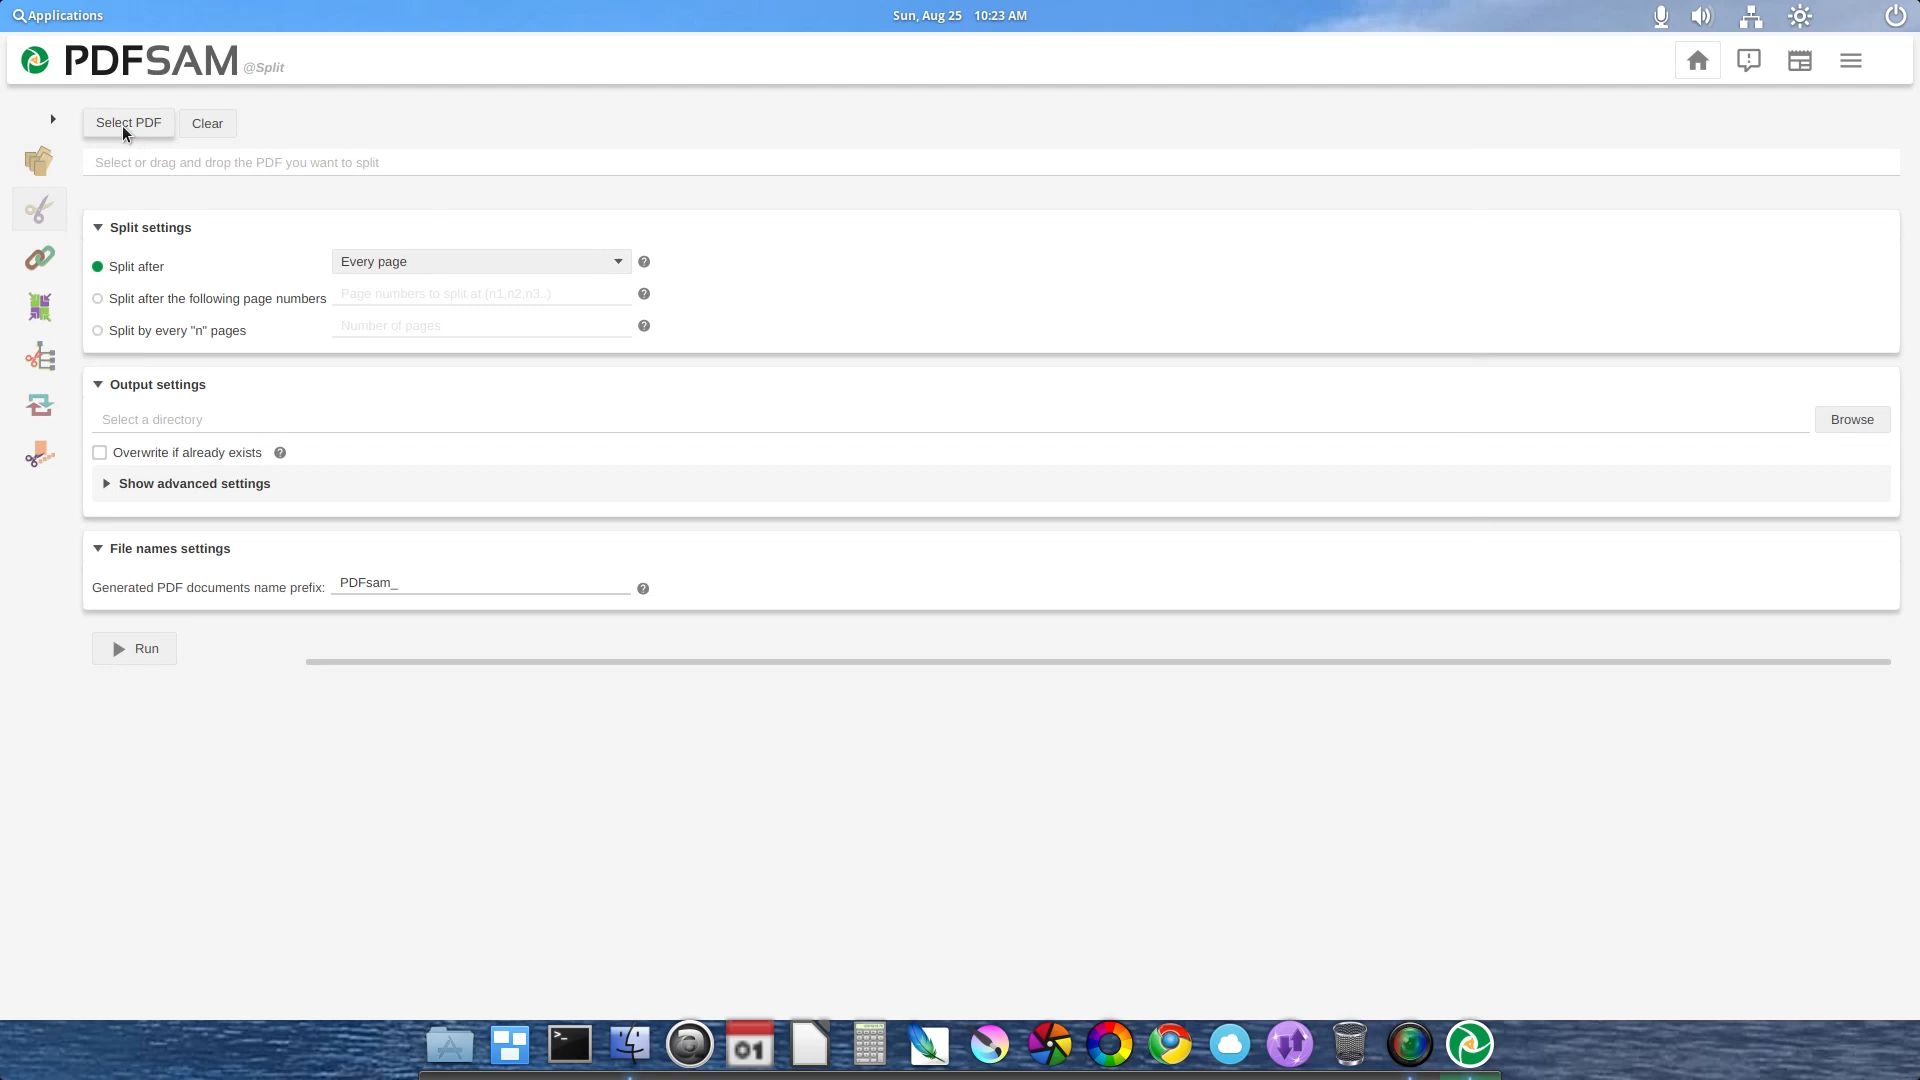 Applications
Sun, Aug 25 10:23 AM
PDFSAM @Split
Select PDF
Clear
Select or drag and drop the PDF you want to split
Split settings
Split after
Every page
Split after the following page numbers
Page numbers to split at (n1,n2,n3..)
Split by every "n" pages
Number of pages
Output settings
Select a directory
Browse
Overwrite if already exists
Show advanced settings
File names settings
Generated PDF documents name prefix:
PDFsam_
Run
01